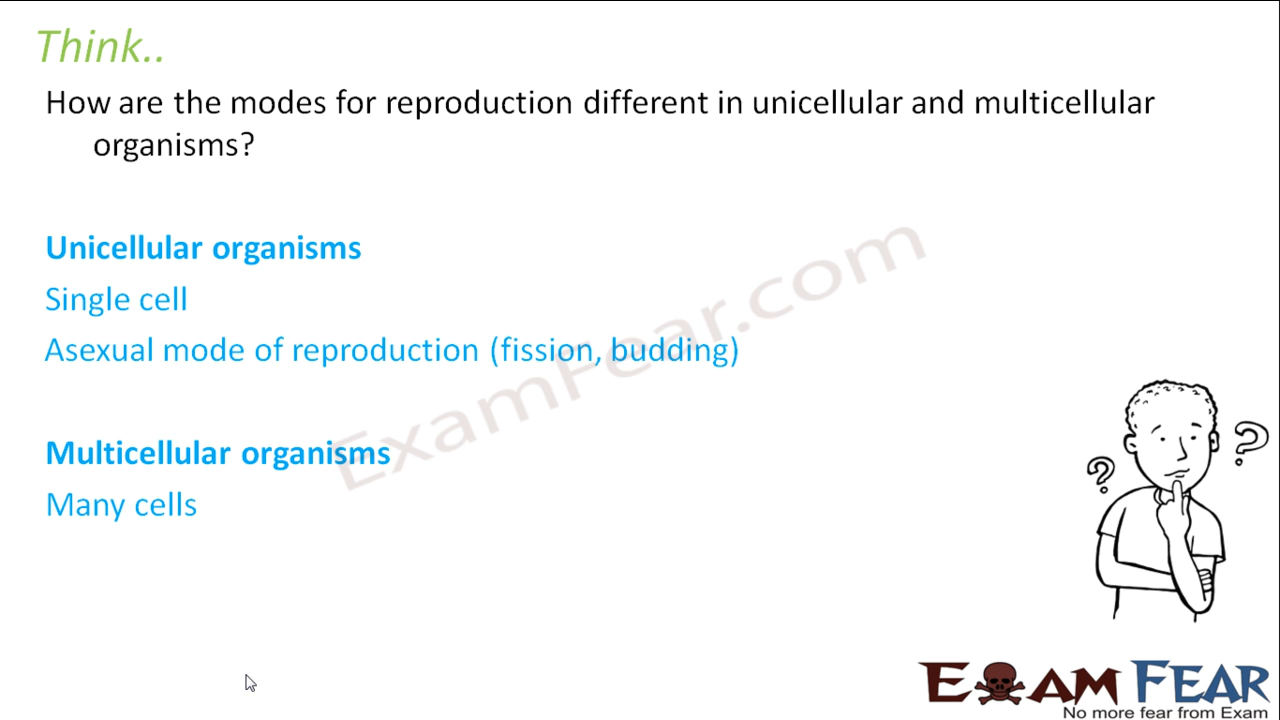 Think..
How are the modes for reproduction different in unicellular and multicellular
organisms?
Unicellular organisms
Single cell
Asexual mode of reproduction (fission, budding)
Multicellular organisms
Many cells
ExamFear.com
? ?
EXAM FEAR
No more fear from Exam